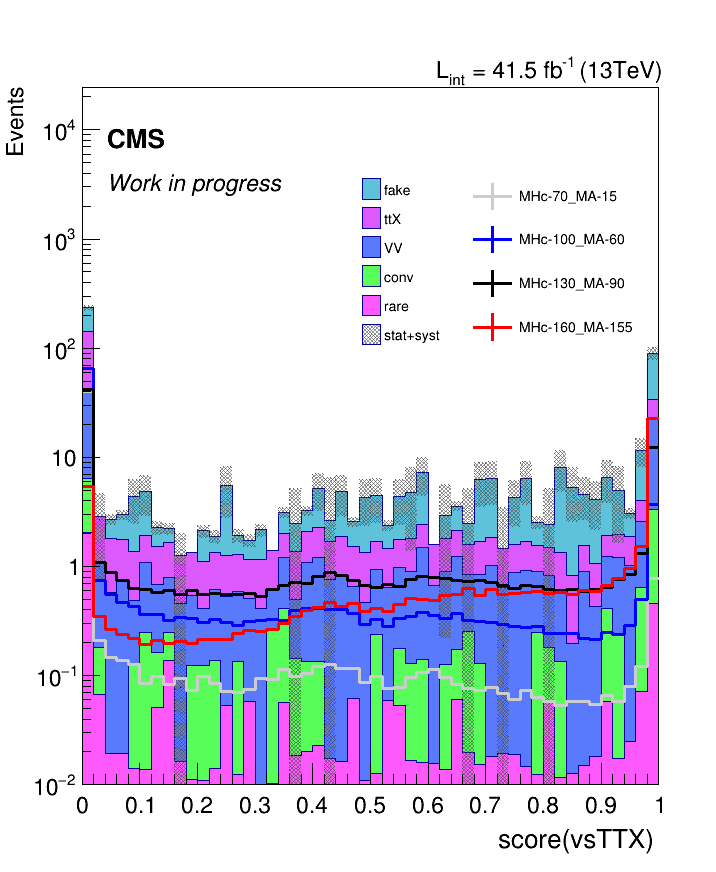 L_int = 41.5 fb^-1 (13TeV)
Events
CMS
Work in progress
fake
ttX
VV
conv
rare
stat+syst
MHc-70_MA-15
MHc-100_MA-60
MHc-130_MA-90
MHc-160_MA-155
10^4
10^3
10^2
10
1
10^−1
10^−2
0 0.1 0.2 0.3 0.4 0.5 0.6 0.7 0.8 0.9 1
score(vsTTX)